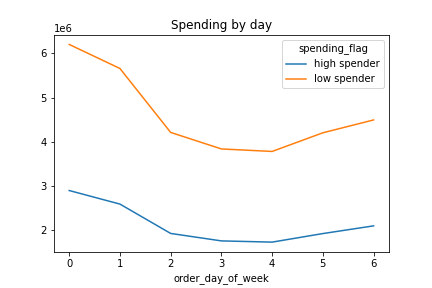 Spending by day
1e6
spending_flag
high spender
low spender
6
5
4
3
2
0 1 2 3 4 5 6
order_day_of_week